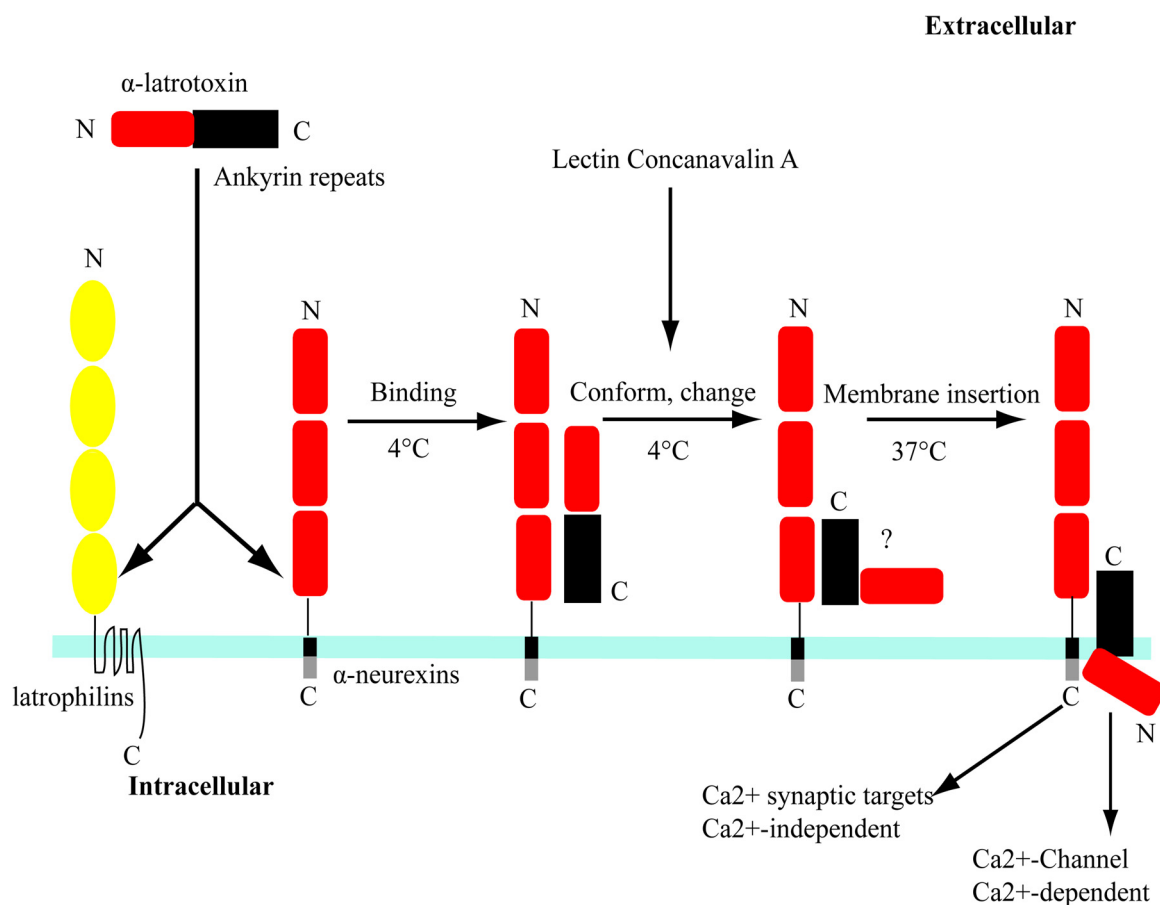 Extracellular
α-latrotoxin
N
C
Ankyrin repeats
Lectin Concanavalin A
N
N
N
N
N
Binding
4°C
Conform, change
4°C
Membrane insertion
37°C
C
?
C
C
latrophilins
C
α-neurexins
C
C
C
C
N
Intracellular
Ca2+ synaptic targets
Ca2+-independent
Ca2+-Channel
Ca2+-dependent